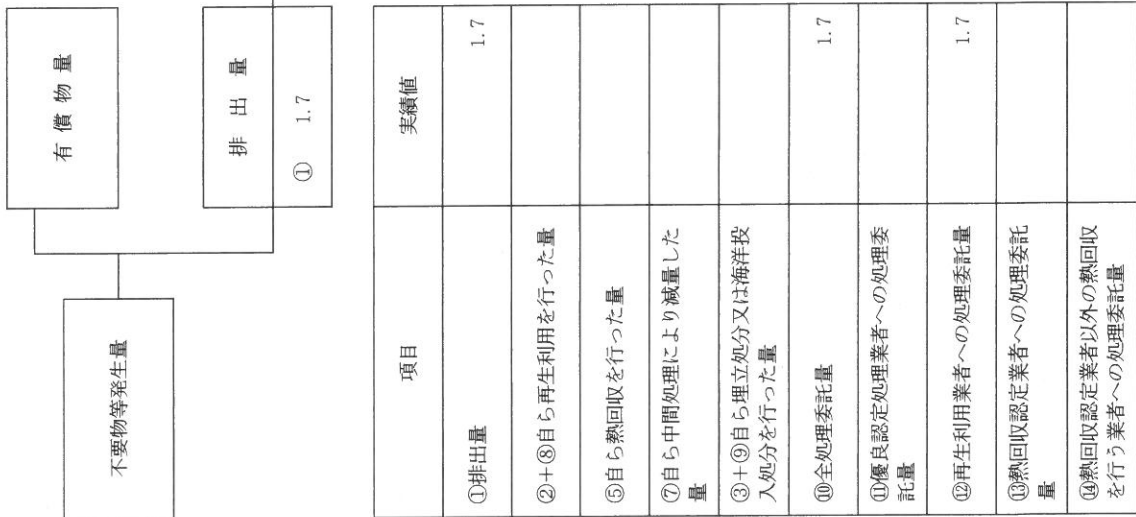 有償物量
不要物等発生量
排出量
① 1.7
項目 実績値
①排出量 1.7
②+⑧自ら再生利用を行った量
⑤自ら熱回収を行った量
⑦自ら中間処理により減量した
量
③+⑨自ら埋立処分又は海洋投
入処分を行った量
⑩全処理委託量 1.7
⑪優良認定処理業者への処理委
託量
⑫再生利用業者への処理委託量 1.7
⑬熱回収認定業者への処理委託
量
⑭熱回収認定業者以外の熱回収
を行う業者への処理委託量